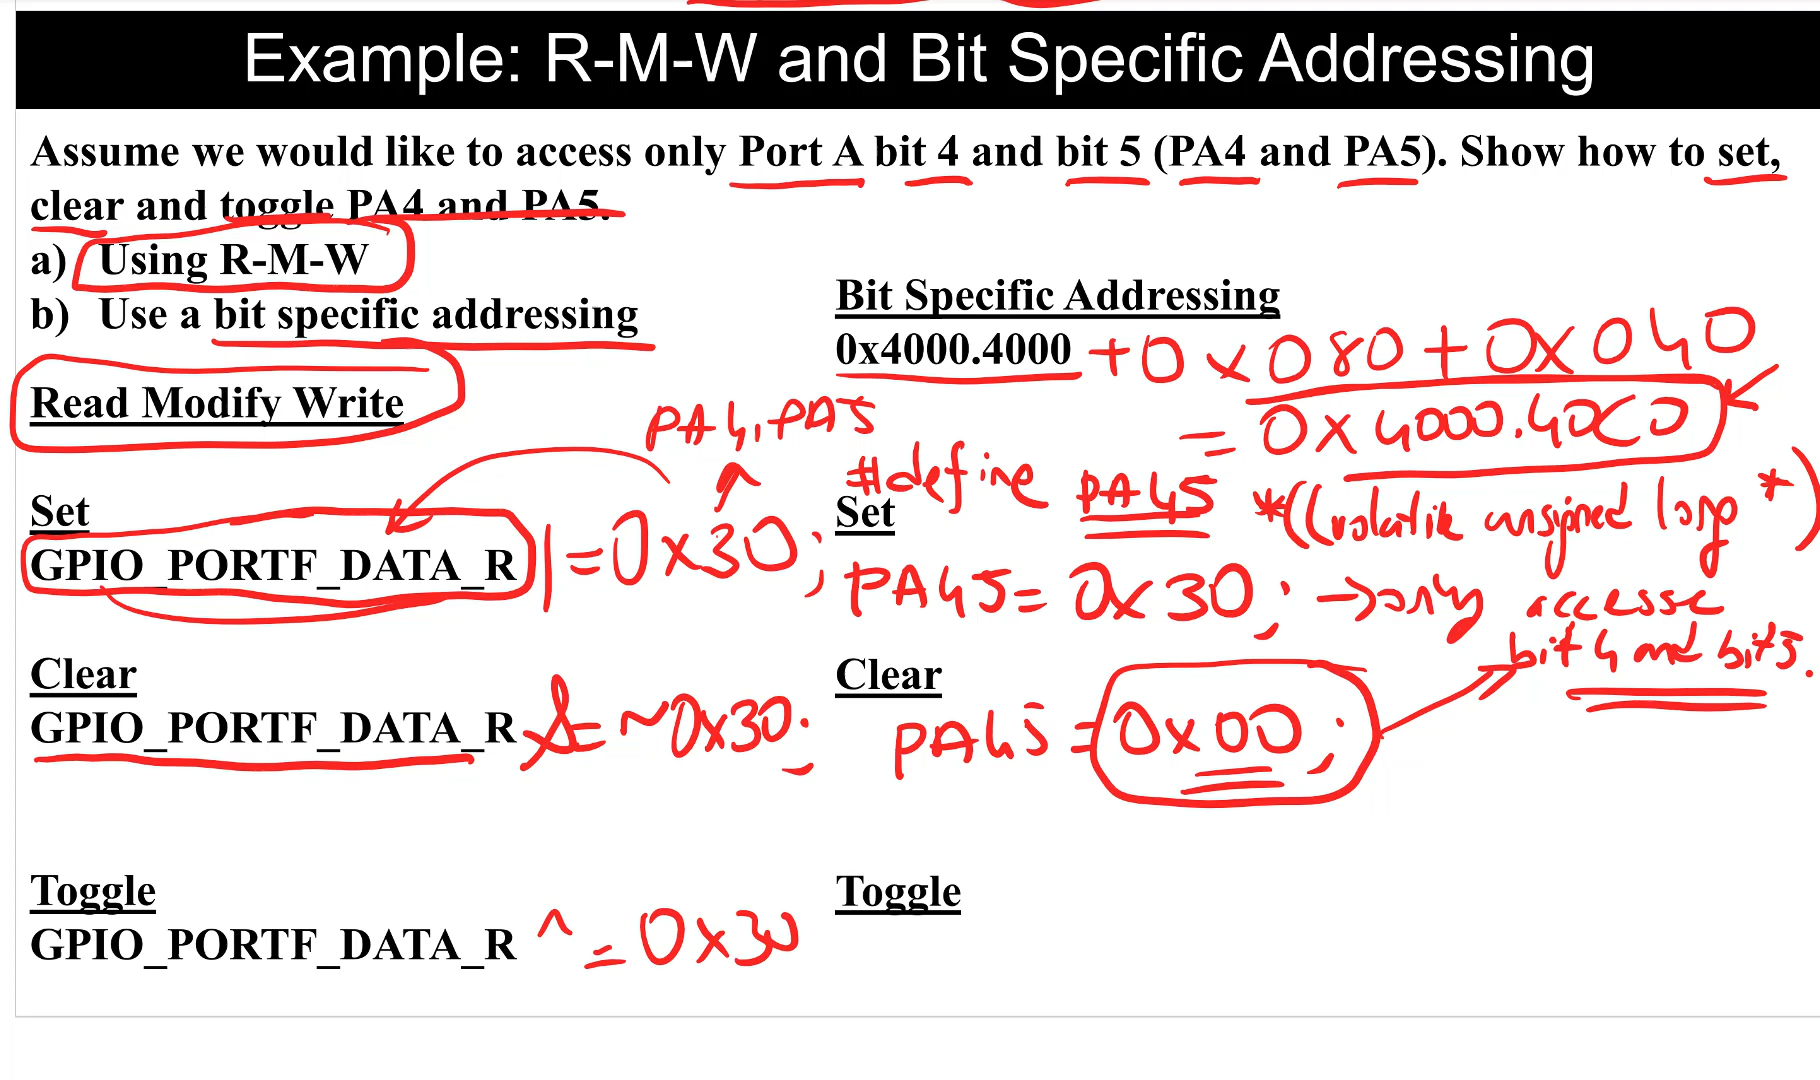 Example: R-M-W and Bit Specific Addressing
Assume we would like to access only Port A bit 4 and bit 5 (PA4 and PA5). Show how to set,
clear and toggle PA4 and PA5.
a) Using R-M-W
b) Use a bit specific addressing
Read Modify Write
PA4, PA5
Set
GPIO_PORTF_DATA_R |= 0x30;
Clear
GPIO_PORTF_DATA_R &= ~0x30;
Toggle
GPIO_PORTF_DATA_R ^= 0x30
Bit Specific Addressing
0x4000.4000 + 0x080 + 0x040
= 0x4000.40C0
#define PA45 *((volatile unsigned long *)
Set
PA45 = 0x30; → only accesse
bit 4 and bit 5.
Clear
PA45 = 0x00;
Toggle